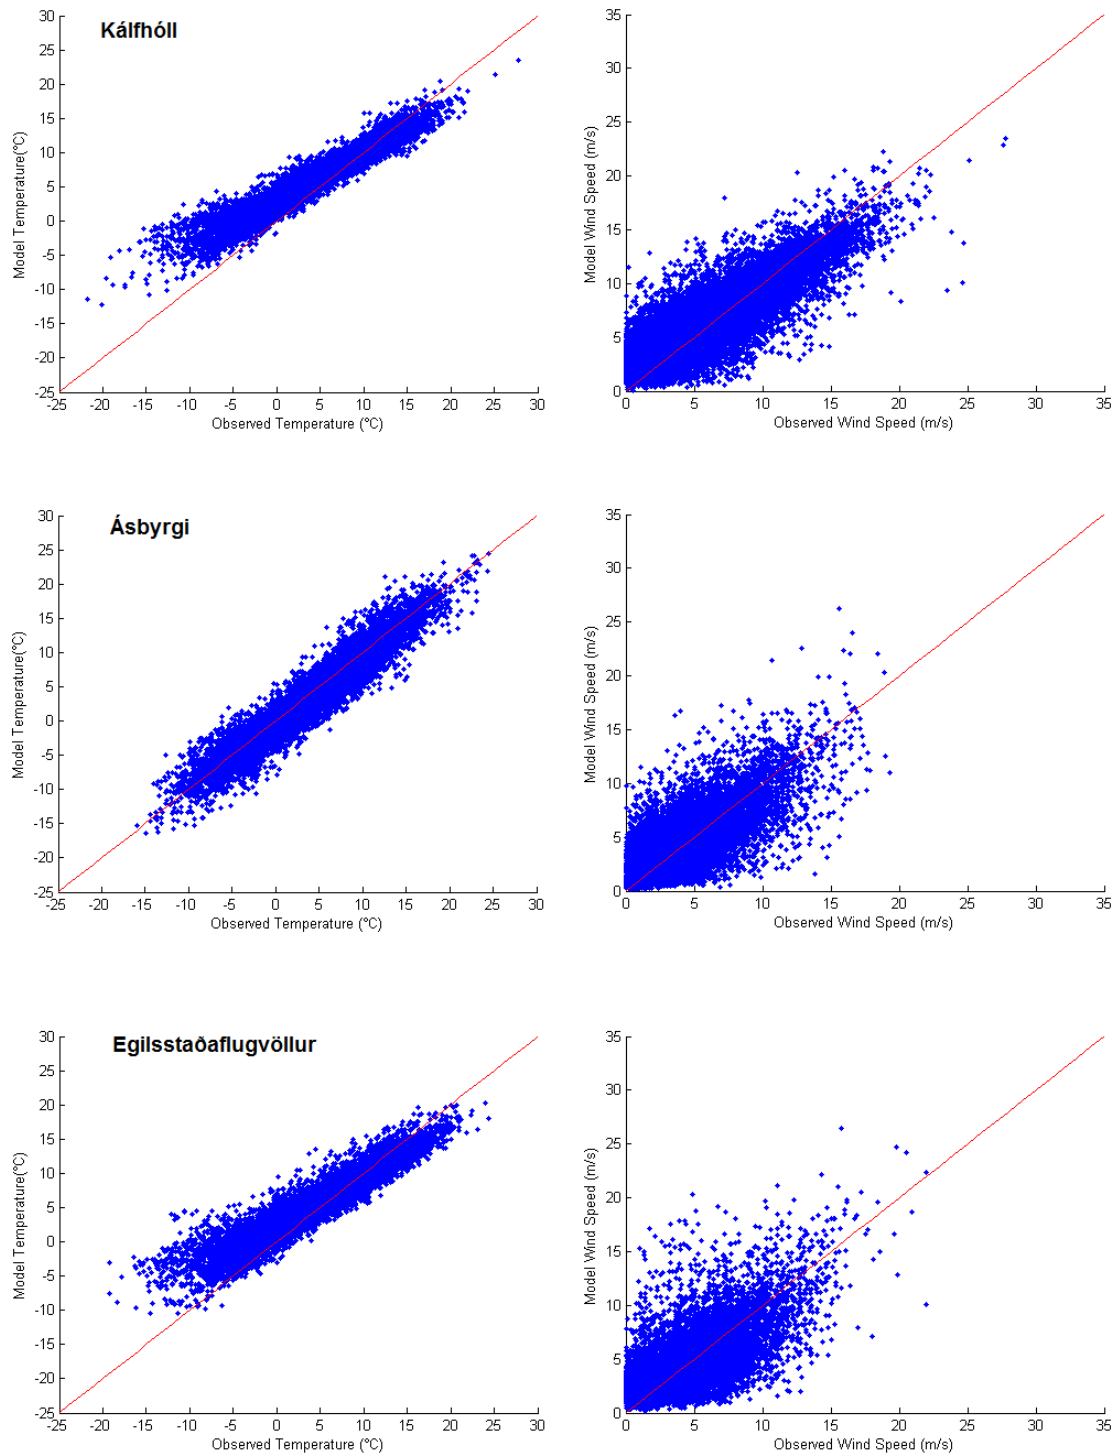 Kálfhóll
30
25
20
15
10
5
0
-5
-10
-15
-20
-25
Model Temperature(°C)
-25 -20 -15 -10 -5 0 5 10 15 20 25 30
Observed Temperature (°C)
35
30
25
20
15
10
5
0
Model Wind Speed (m/s)
0 5 10 15 20 25 30 35
Observed Wind Speed (m/s)
Ásbyrgi
30
25
20
15
10
5
0
-5
-10
-15
-20
-25
Model Temperature(°C)
-25 -20 -15 -10 -5 0 5 10 15 20 25 30
Observed Temperature (°C)
35
30
25
20
15
10
5
0
Model Wind Speed (m/s)
0 5 10 15 20 25 30 35
Observed Wind Speed (m/s)
Egilsstaðaflugvöllur
30
25
20
15
10
5
0
-5
-10
-15
-20
-25
Model Temperature(°C)
-25 -20 -15 -10 -5 0 5 10 15 20 25 30
Observed Temperature (°C)
35
30
25
20
15
10
5
0
Model Wind Speed (m/s)
0 5 10 15 20 25 30 35
Observed Wind Speed (m/s)